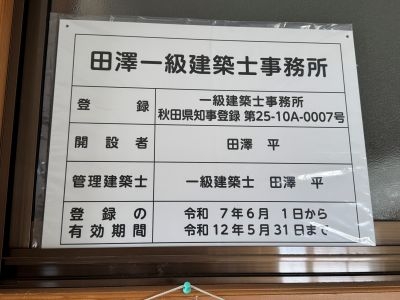 田澤一級建築士事務所
登録 一級建築士事務所
秋田県知事登録 第25-10A-0007号
開設者 田澤 平
管理建築士 一級建築士 田澤 平
登録の 令和 7年6月 1日から
有効期間 令和12年5月31日まで